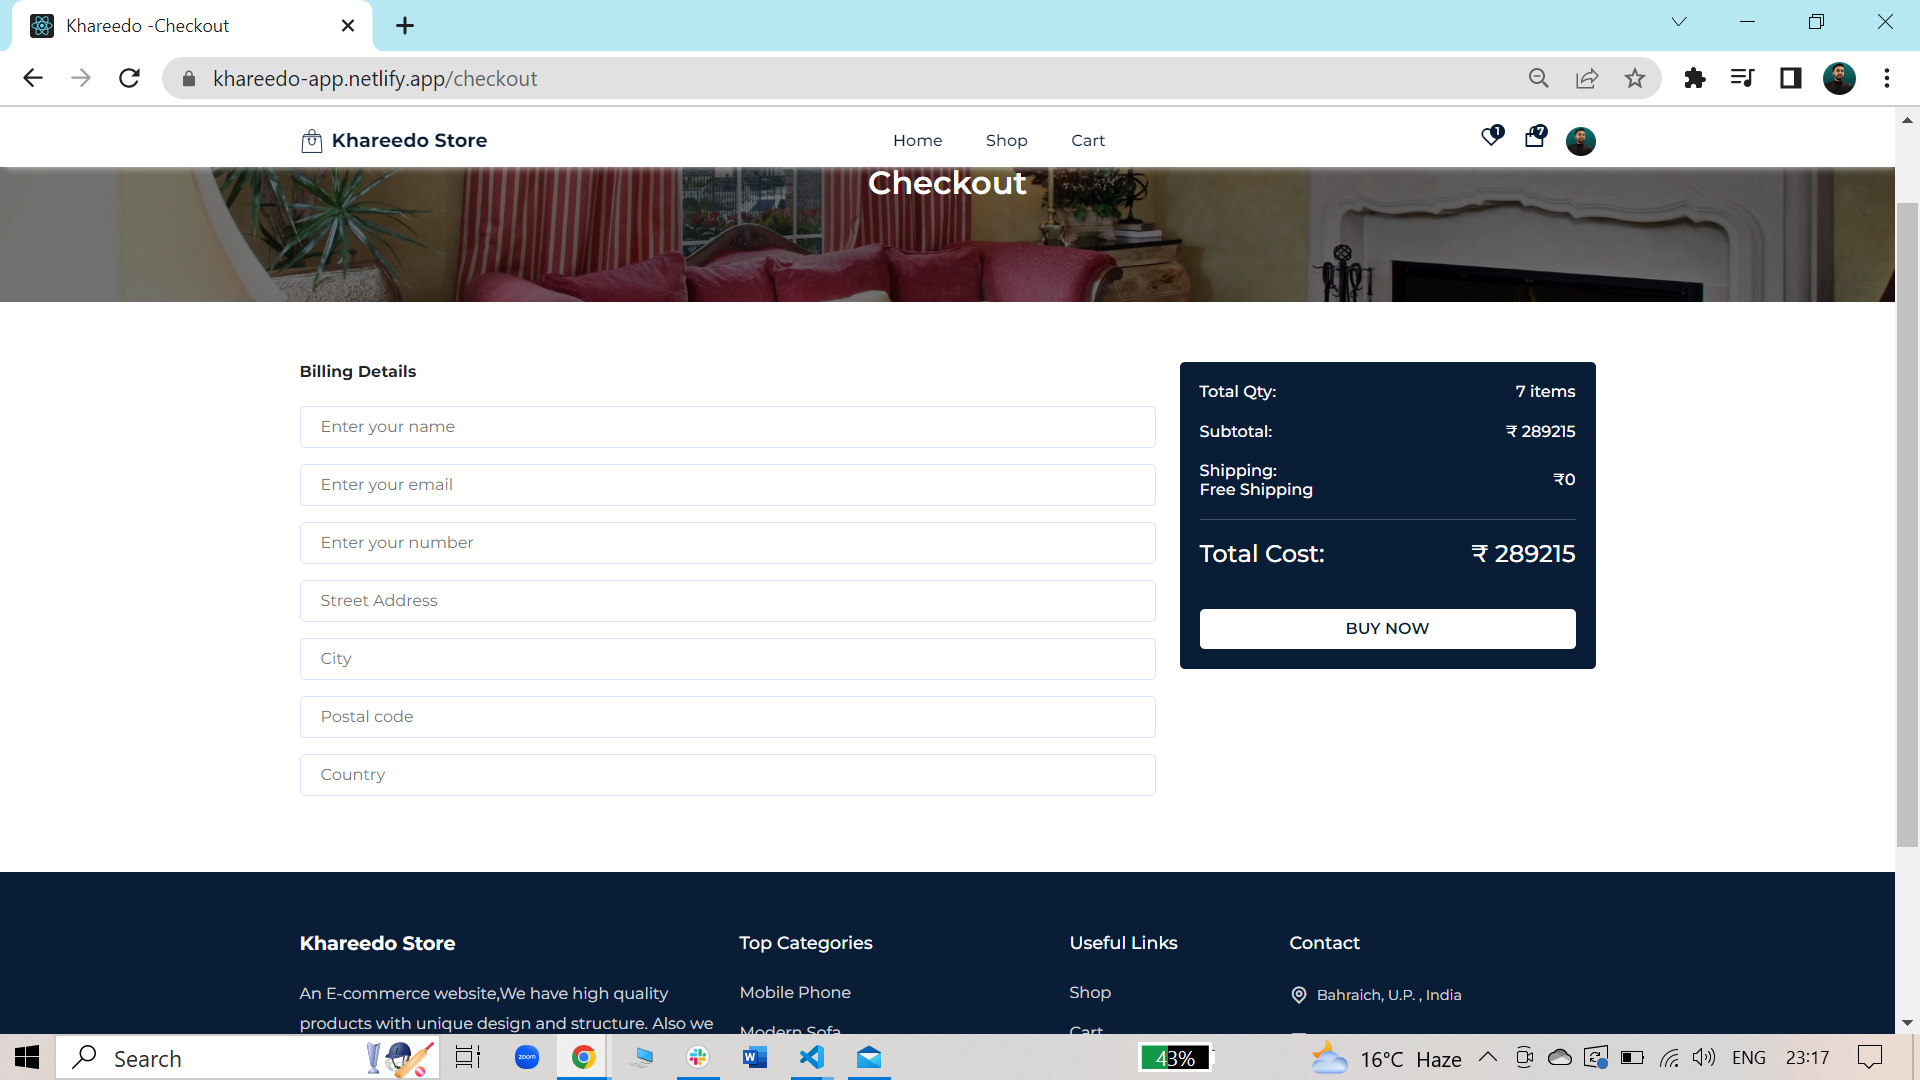 Khareedo -Checkout
khareedo-app.netlify.app/checkout
Khareedo Store
Home
Shop
Cart
1
7
Checkout
Billing Details
Enter your name
Enter your email
Enter your number
Street Address
City
Postal code
Country
Total Qty: 7 items
Subtotal: ₹ 289215
Shipping:
Free Shipping
₹0
Total Cost: ₹ 289215
BUY NOW
Khareedo Store
An E-commerce website,We have high quality
products with unique design and structure. Also we
Top Categories
Mobile Phone
Modern Sofa
Useful Links
Shop
Cart
Contact
Bahraich, U.P. , India
Search
zoom
W
43%
16°C Haze
ENG
23:17